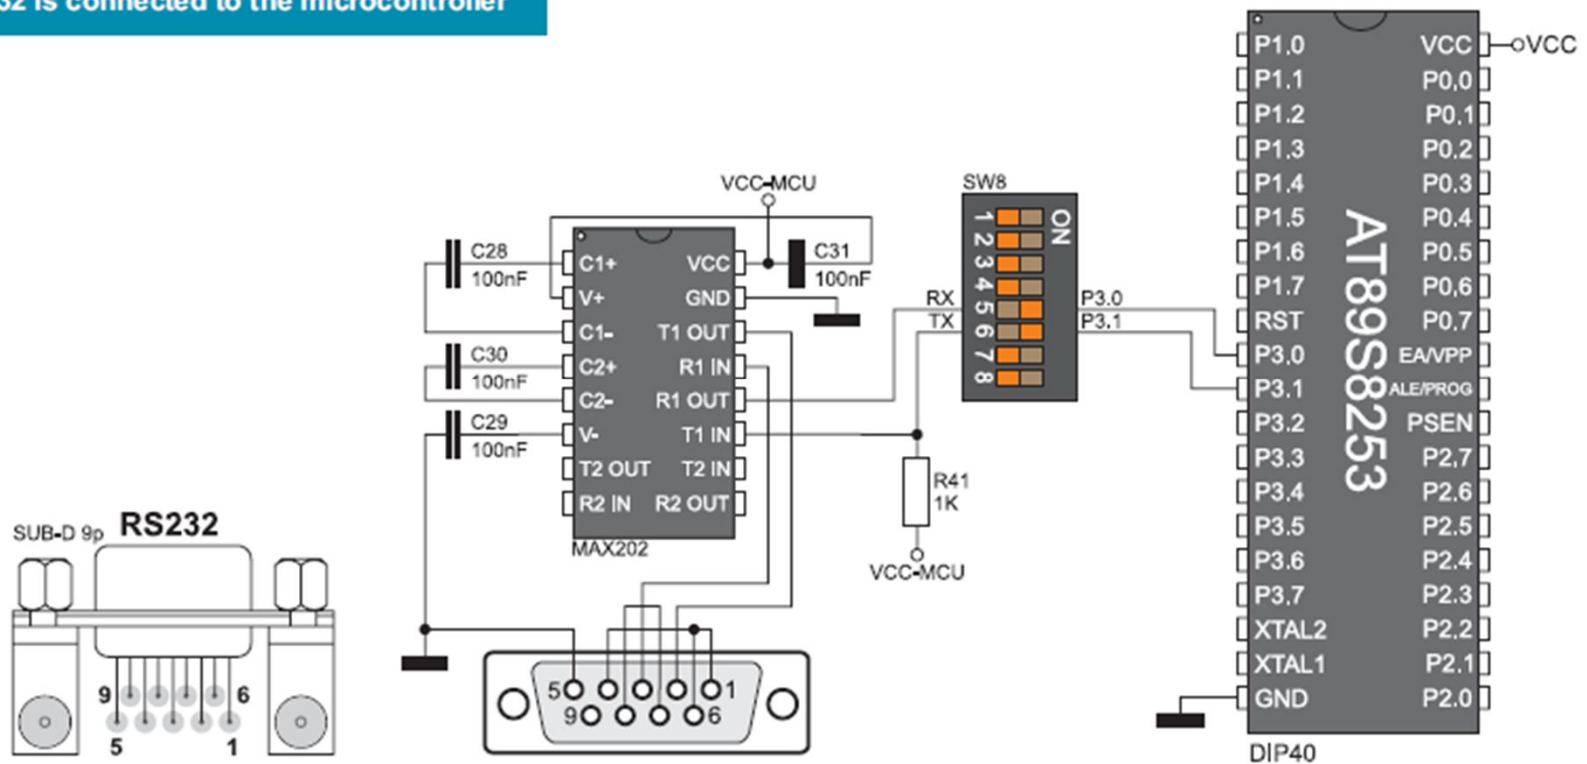 32 is connected to the microcontroller
VCC-MCU
C28
100nF
C30
100nF
C29
100nF
C1+
V+
C1-
C2+
C2-
V-
T2 OUT
R2 IN
VCC
GND
T1 OUT
R1 IN
R1 OUT
T1 IN
T2 IN
R2 OUT
MAX202
C31
100nF
RX
TX
SW8
1
2
3
4
5
6
7
8
ON
P3.0
P3.1
R41
1K
VCC-MCU
P1.0
P1.1
P1.2
P1.3
P1.4
P1.5
P1.6
P1.7
RST
P3.0
P3.1
P3.2
P3.3
P3.4
P3.5
P3.6
P3.7
XTAL2
XTAL1
GND
AT89S8253
VCC
P0.0
P0.1
P0.2
P0.3
P0.4
P0.5
P0.6
P0.7
EA/VPP
ALE/PROG
PSEN
P2.7
P2.6
P2.5
P2.4
P2.3
P2.2
P2.1
P2.0
VCC
DIP40
SUB-D 9p
RS232
9
6
5
1
5
1
9
6